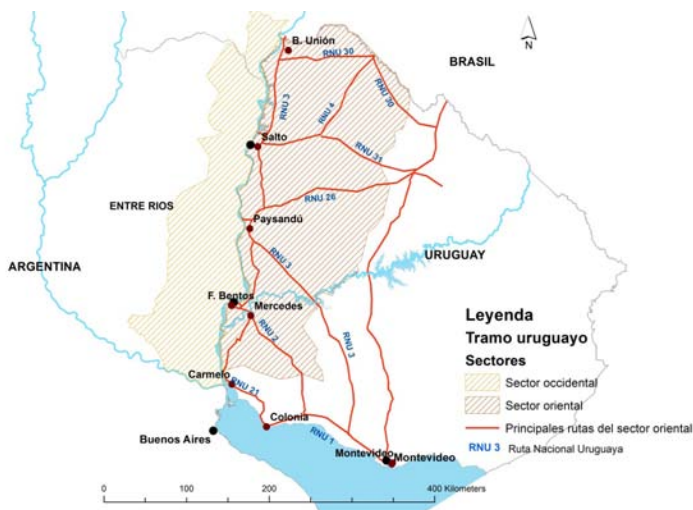 B. Unión
N
RNU 30
BRASIL
RNU 3
RNU 4
RNU 30
Salto
RNU 31
ENTRE RIOS
RNU 26
Paysandú
ARGENTINA
RNU 3
URUGUAY
F. Bentos
Mercedes
RNU 2
RNU 3
Leyenda
Tramo uruguayo
Sectores
Sector occidental
Sector oriental
Principales rutas del sector oriental
RNU 3 Ruta Nacional Uruguaya
Carmelo
RNU 21
Colonia
Buenos Aires
RNU 1
Montevideo
Montevideo
0 100 200 400 Kilometers